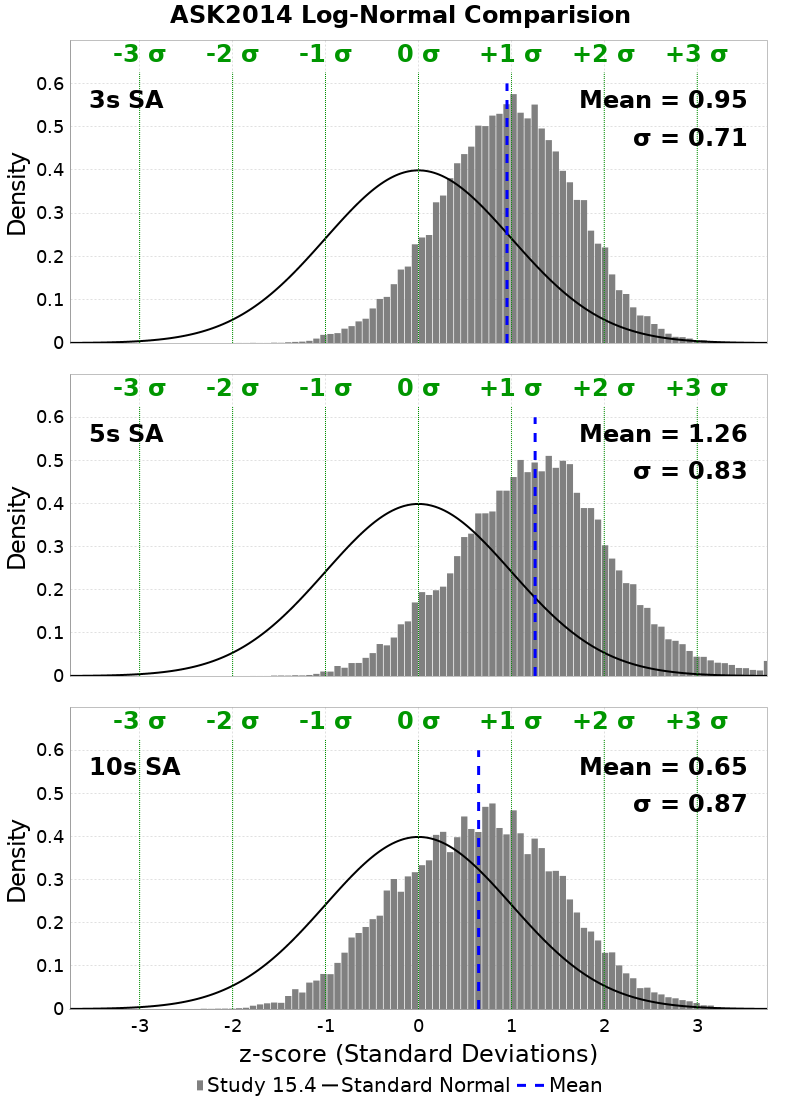 ASK2014 Log-Normal Comparision
-3 σ -2 σ -1 σ 0 σ +1 σ +2 σ +3 σ
0.6
3s SA Mean = 0.95
0.5
σ = 0.71
0.4
0.3
0.2
0.1
0
Density
-3 σ -2 σ -1 σ 0 σ +1 σ +2 σ +3 σ
0.6
5s SA Mean = 1.26
0.5
σ = 0.83
0.4
0.3
0.2
0.1
0
Density
-3 σ -2 σ -1 σ 0 σ +1 σ +2 σ +3 σ
0.6
10s SA Mean = 0.65
0.5
σ = 0.87
0.4
0.3
0.2
0.1
0
Density
-3 -2 -1 0 1 2 3
z-score (Standard Deviations)
Study 15.4 Standard Normal Mean